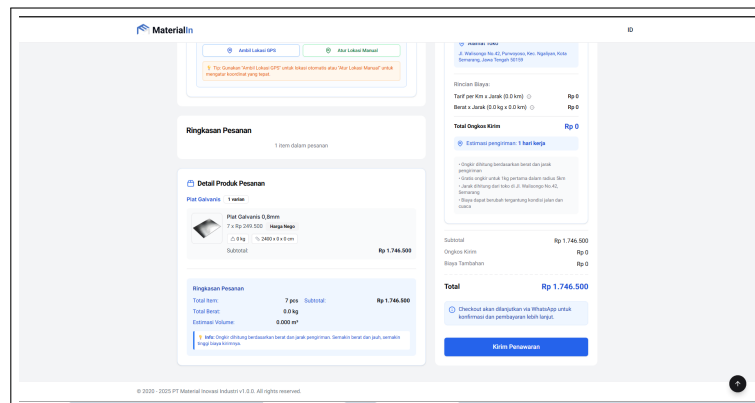 MaterialIn
ID
Ambil Lokasi GPS
Atur Lokasi Manual
Tip: Gunakan "Ambil Lokasi GPS" untuk lokasi otomatis atau "Atur Lokasi Manual" untuk
mengatur koordinat yang tepat.
Ringkasan Pesanan
1 item dalam pesanan
Detail Produk Pesanan
Plat Galvanis 1 varian
Plat Galvanis 0,8mm
7 x Rp 249.500 Harga Nego
0 kg 2400 x 0 x 0 cm
Subtotal: Rp 1.746.500
Ringkasan Pesanan
Total Item: 7 pcs Subtotal: Rp 1.746.500
Total Berat: 0.0 kg
Estimasi Volume: 0.000 m³
Info: Ongkir dihitung berdasarkan berat dan jarak pengiriman. Semakin berat dan jauh, semakin
tinggi biaya kirimnya.
Alamat Toko
Jl. Walisongo No.42, Purwoyoso, Kec. Ngaliyan, Kota
Semarang, Jawa Tengah 50159
Rincian Biaya:
Tarif per Km x Jarak (0.0 km) Rp 0
Berat x Jarak (0.0 kg x 0.0 km) Rp 0
Total Ongkos Kirim Rp 0
Estimasi pengiriman: 1 hari kerja
• Ongkir dihitung berdasarkan berat dan jarak
pengiriman
• Gratis ongkir untuk 1kg pertama dalam radius 5km
• Jarak dihitung dari toko di Jl. Walisongo No.42,
Semarang
• Biaya dapat berubah tergantung kondisi jalan dan
cuaca
Subtotal Rp 1.746.500
Ongkos Kirim Rp 0
Biaya Tambahan Rp 0
Total Rp 1.746.500
Checkout akan dilanjutkan via WhatsApp untuk
konfirmasi dan pembayaran lebih lanjut.
Kirim Penawaran
© 2020 - 2025 PT Material Inovasi Industri v1.0.0. All rights reserved.